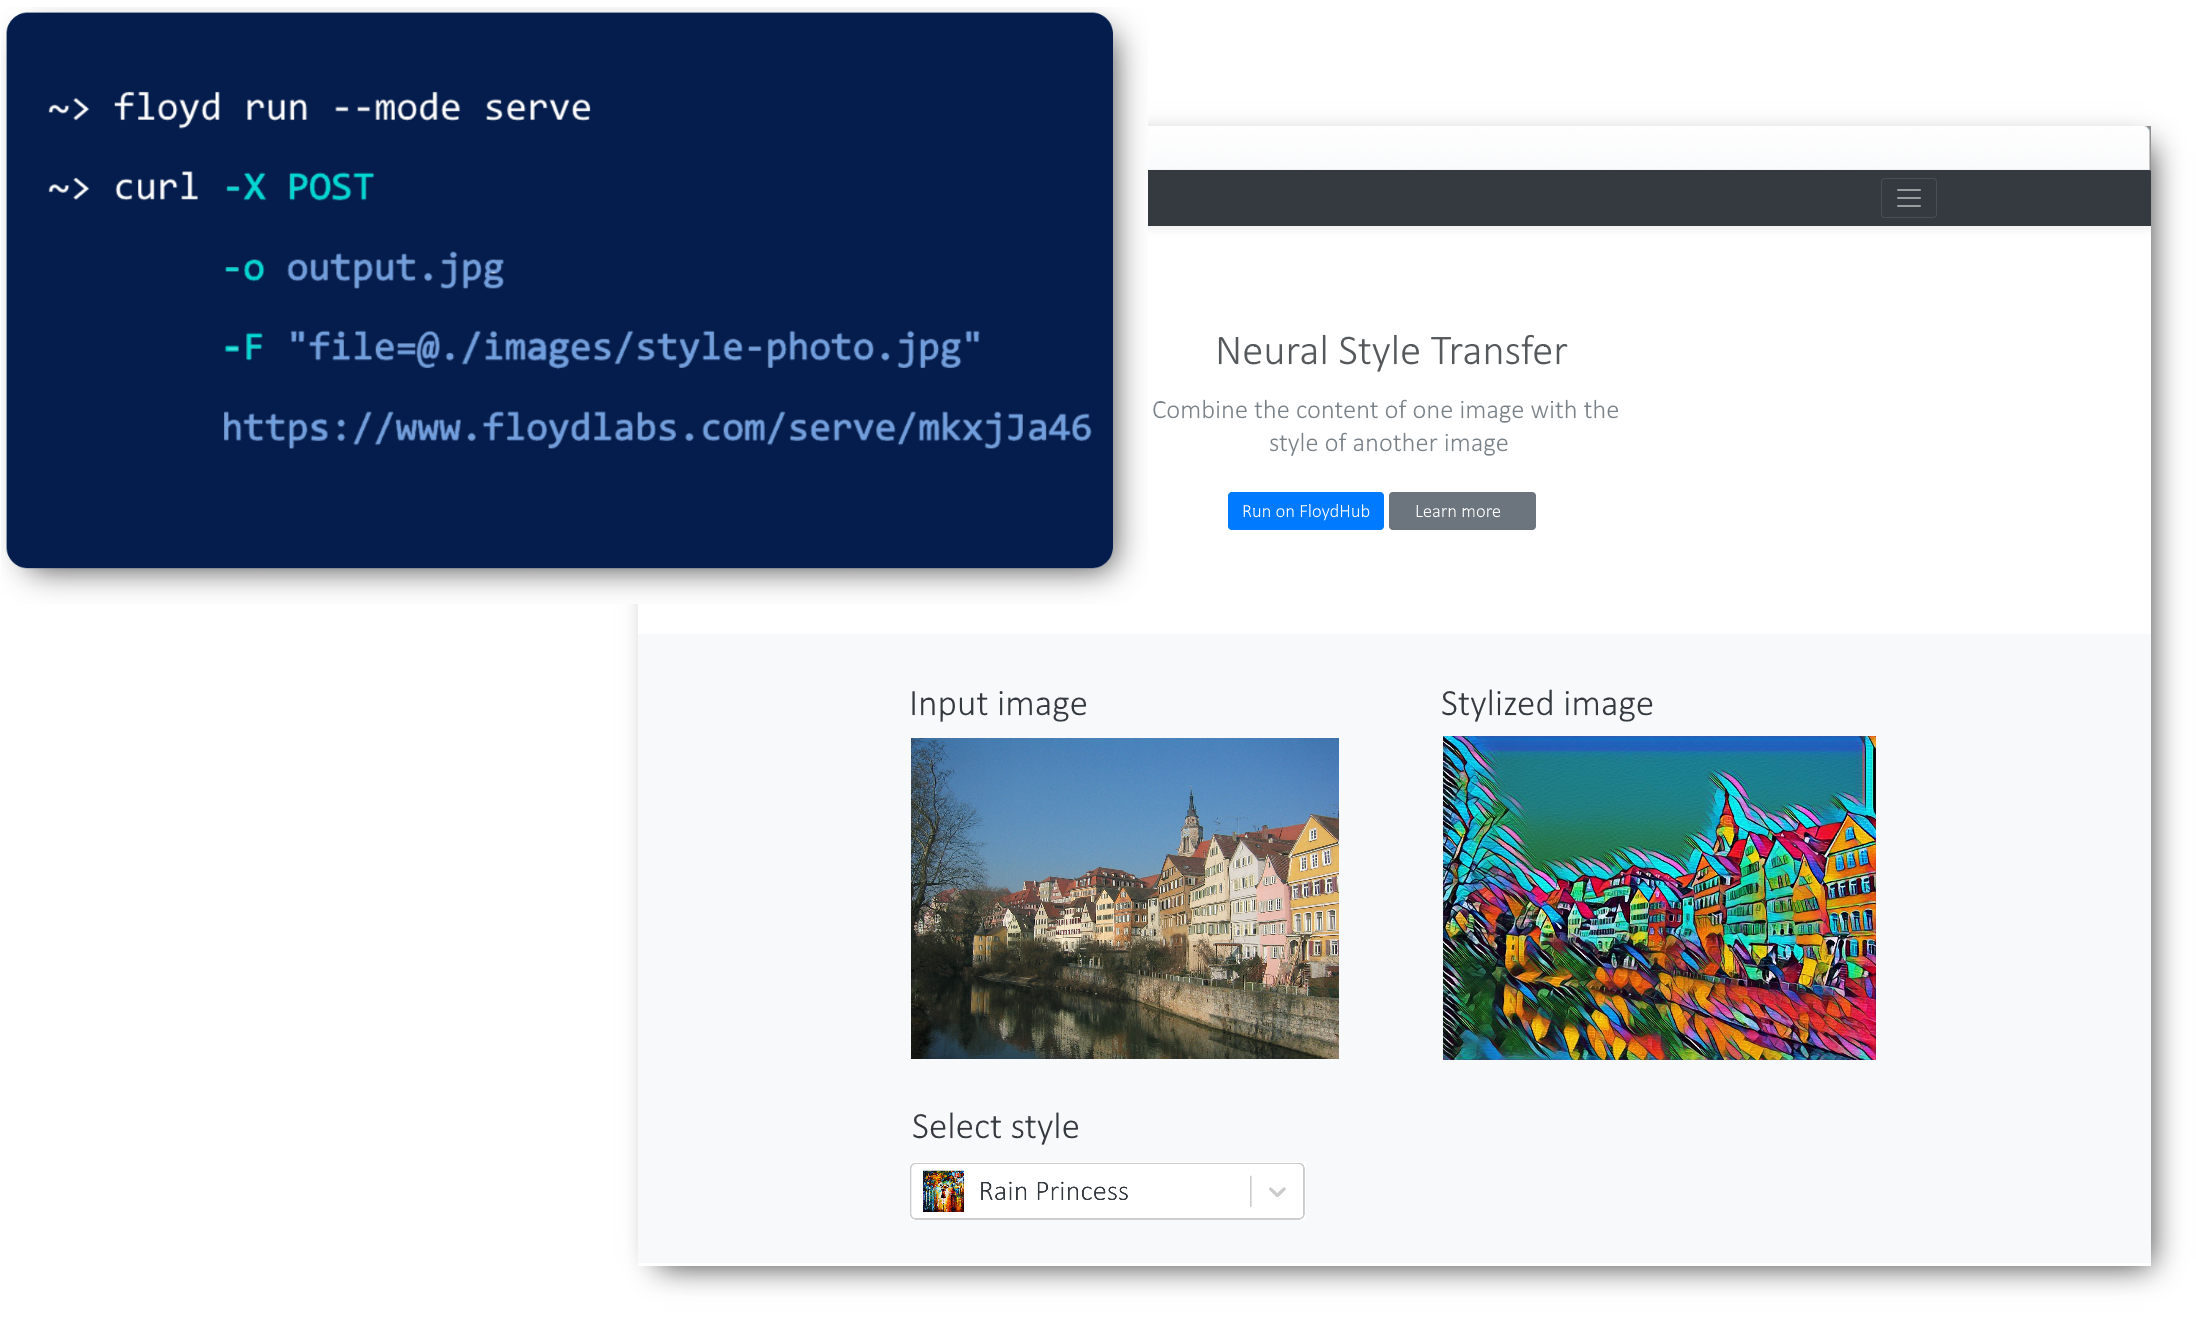 ~> floyd run --mode serve
~> curl -X POST
-o output.jpg
-F "file=@./images/style-photo.jpg"
https://www.floydlabs.com/serve/mkxjJa46
Neural Style Transfer
Combine the content of one image with the
style of another image
Run on FloydHub
Learn more
Input image
Stylized image
Select style
Rain Princess